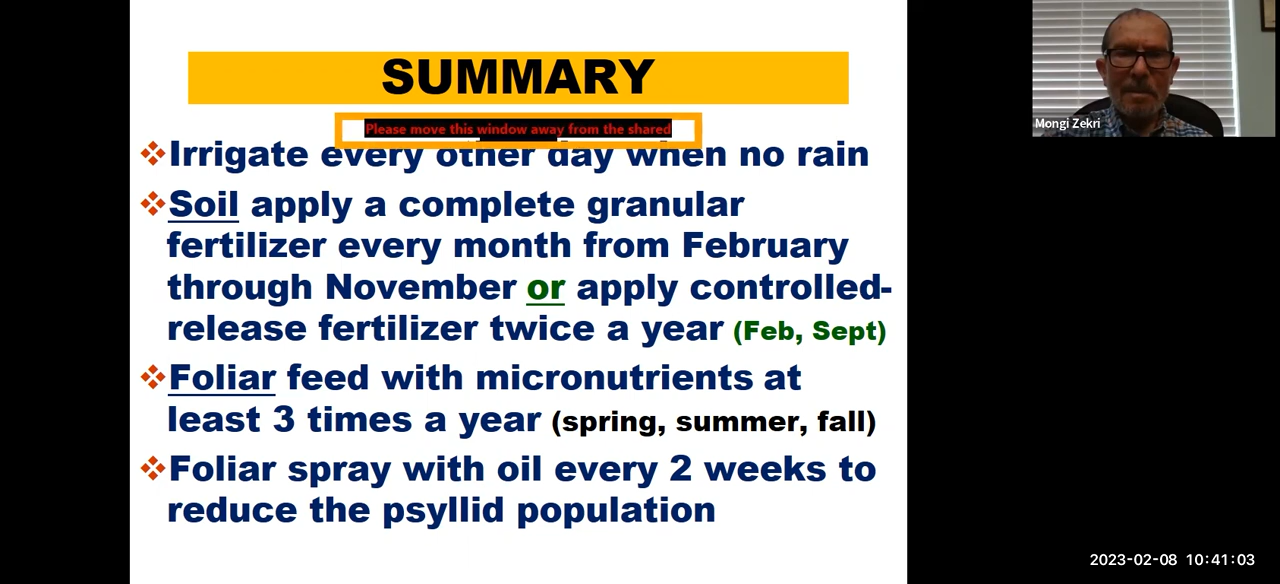 SUMMARY
Please move this window away from the shared
❖Irrigate every other day when no rain
❖Soil apply a complete granular
fertilizer every month from February
through November or apply controlled-
release fertilizer twice a year (Feb, Sept)
❖Foliar feed with micronutrients at
least 3 times a year (spring, summer, fall)
❖Foliar spray with oil every 2 weeks to
reduce the psyllid population
Mongi Zekri
2023-02-08 10:41:03